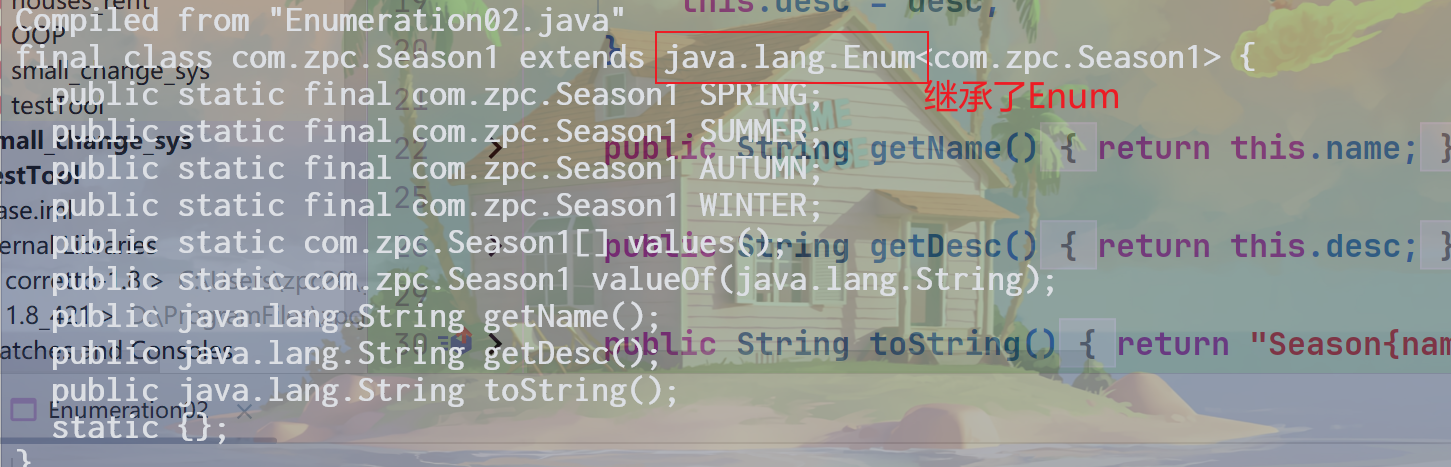 houses_rent
this.desc = desc;
Compiled from "Enumeration02.java"
OOP
20 }
final class com.zpc.Season1 extends java.lang.Enum<com.zpc.Season1> {
small_change_sys
继承了Enum
testTool
21
public static final com.zpc.Season1 SPRING;
public static final com.zpc.Season1 SUMMER;
mall_change_sys
22 public String getName() { return this.name; }
public static final com.zpc.Season1 AUTUMN;
estTool
25
public static final com.zpc.Season1 WINTER;
ase.iml
public static com.zpc.Season1[] values();
ternal Libraries
public String getDesc() { return this.desc; }
public static com.zpc.Season1 valueOf(java.lang.String);
corretto-1.8 >
29
public java.lang.String getName();
1.8_421 >
public java.lang.String getDesc();
atches and Consoles
30 public String toString() { return "Season{nam
public java.lang.String toString();
Enumeration02
static {};
}